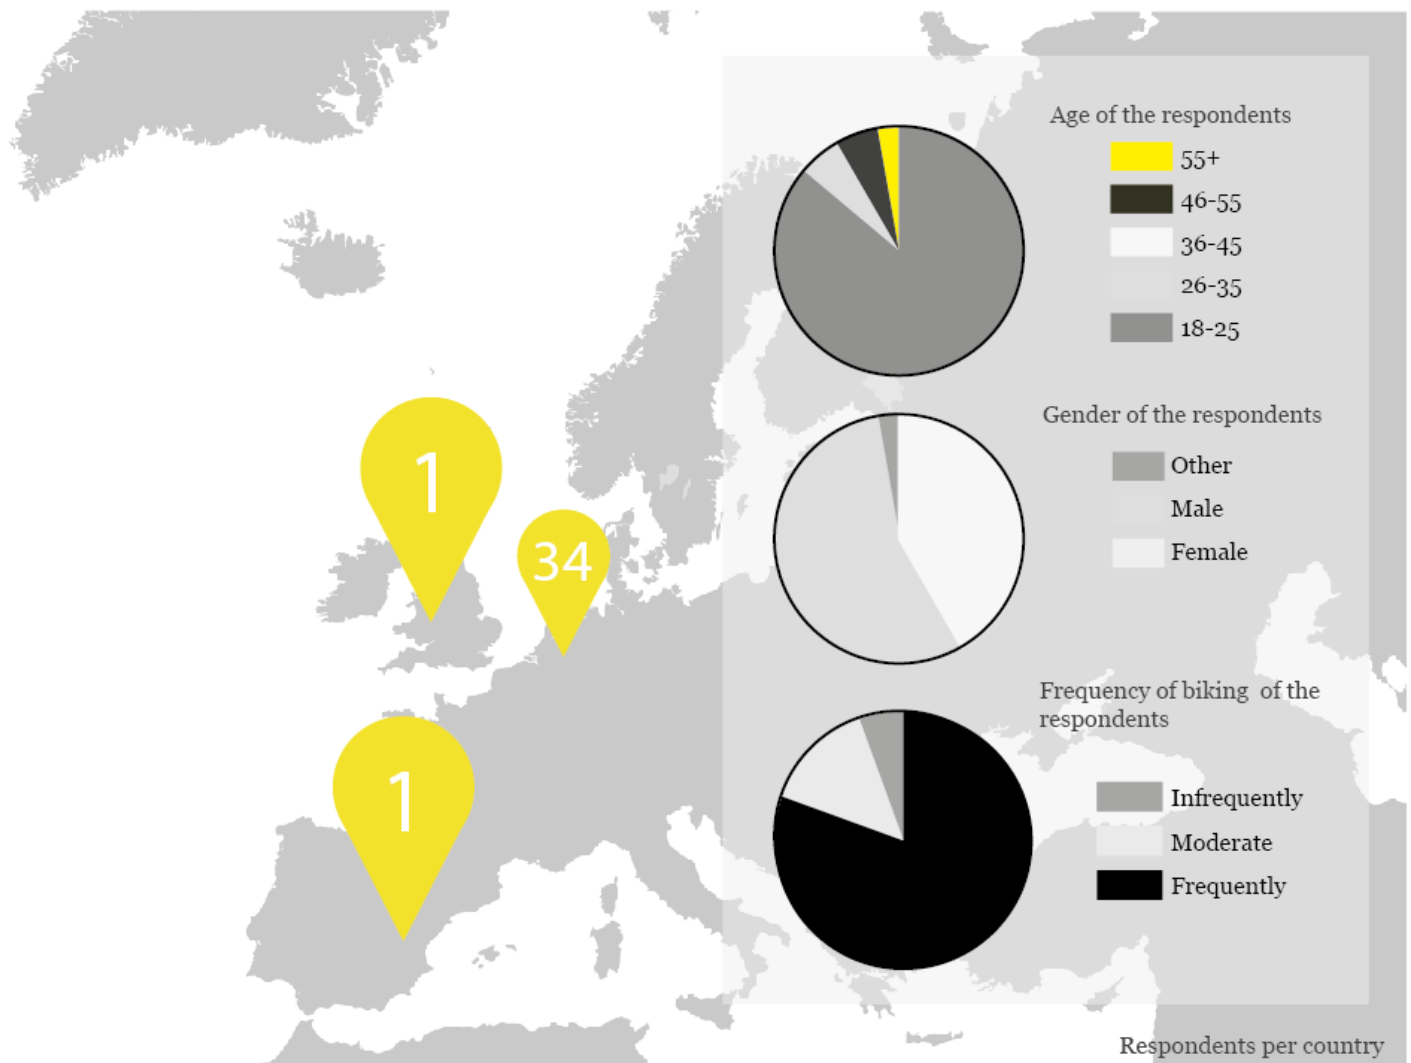 Age of the respondents
55+
46-55
36-45
26-35
18-25
Gender of the respondents
Other
Male
Female
Frequency of biking of the
respondents
Infrequently
Moderate
Frequently
1
34
1
Respondents per country